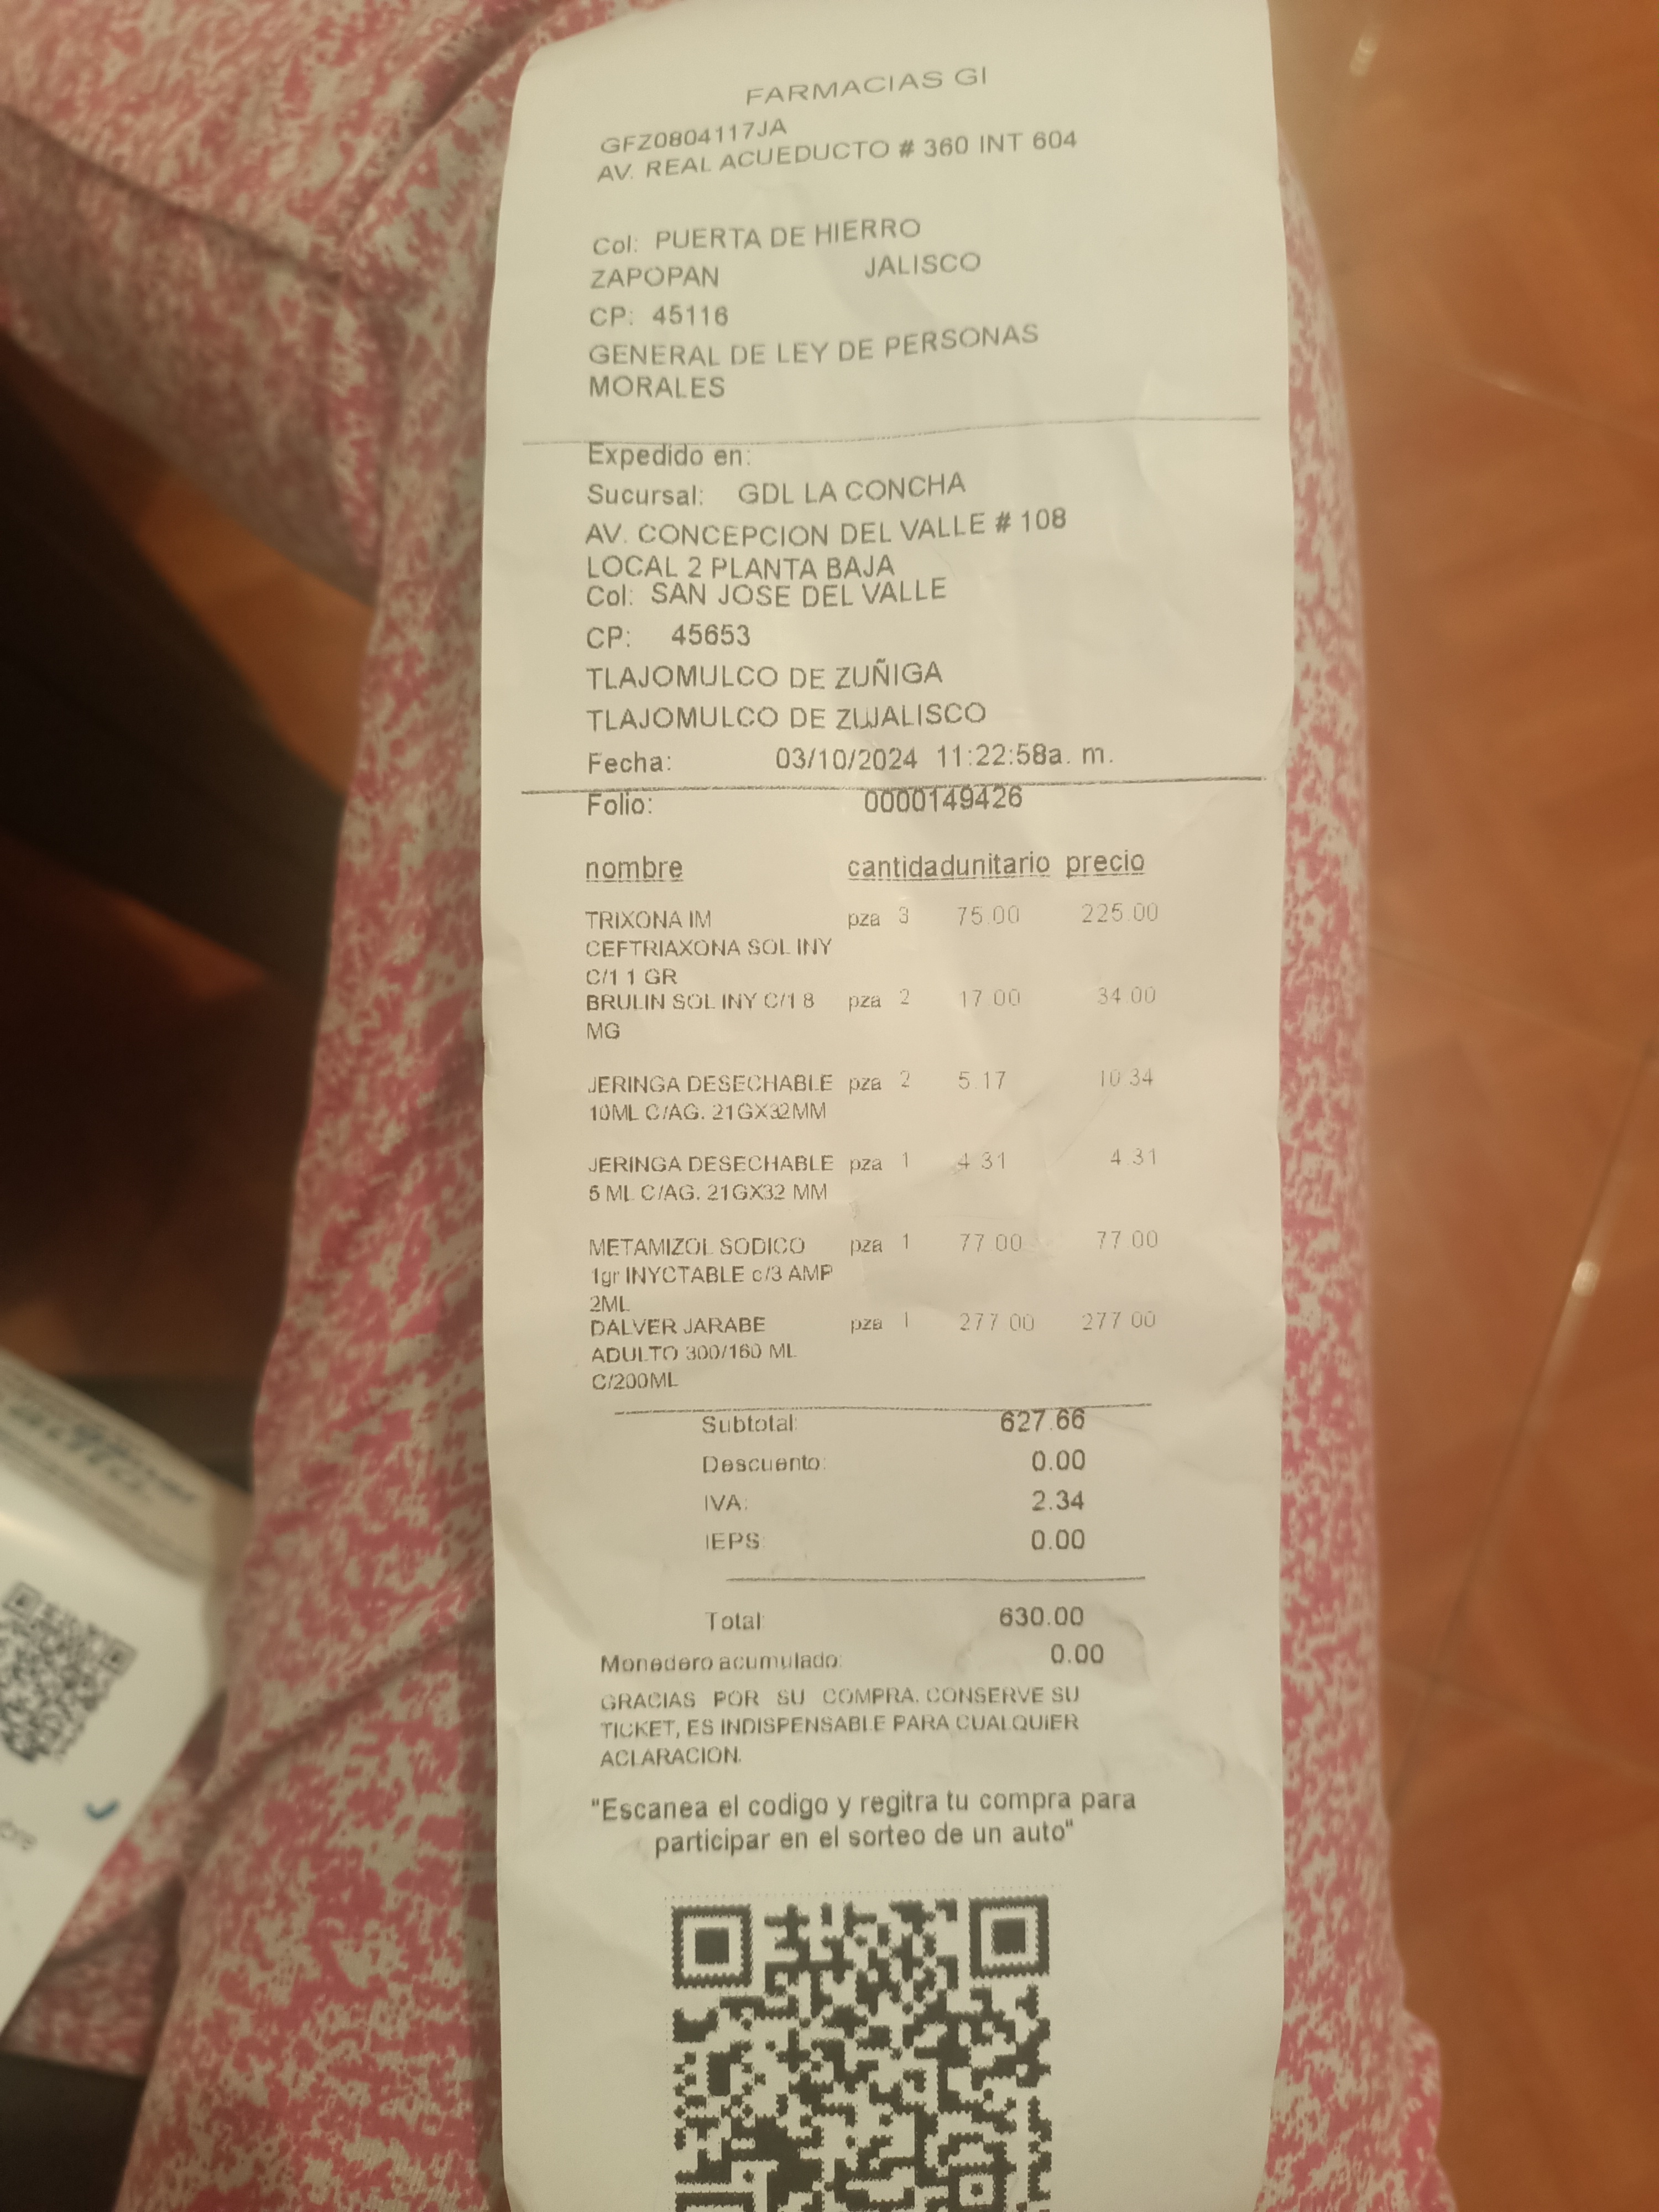 FARMACIAS GI
GFZ0804117JA
AV. REAL ACUEDUCTO # 360 INT 604
Col: PUERTA DE HIERRO
ZAPOPAN JALISCO
CP: 45116
GENERAL DE LEY DE PERSONAS
MORALES
Expedido en:
Sucursal: GDL LA CONCHA
AV. CONCEPCION DEL VALLE # 108
LOCAL 2 PLANTA BAJA
Col: SAN JOSE DEL VALLE
CP: 45653
TLAJOMULCO DE ZUÑIGA
TLAJOMULCO DE ZUJALISCO
Fecha: 03/10/2024 11:22:58a. m.
Folio: 0000149426
nombre cantidadunitario precio
TRIXONA IM pza 3 75.00 225.00
CEFTRIAXONA SOL INY
C/1 1 GR
BRULIN SOL INY C/1 8 pza 2 17.00 34.00
MG
JERINGA DESECHABLE pza 2 5.17 10.34
10ML C/AG. 21GX32MM
JERINGA DESECHABLE pza 1 4.31 4.31
5 ML C/AG. 21GX32 MM
METAMIZOL SODICO pza 1 77.00 77.00
1gr INYCTABLE c/3 AMP
2ML
DALVER JARABE pza 1 277.00 277.00
ADULTO 300/160 ML
C/200ML
Subtotal: 627.66
Descuento: 0.00
IVA: 2.34
IEPS: 0.00
Total: 630.00
Monedero acumulado: 0.00
GRACIAS POR SU COMPRA. CONSERVE SU
TICKET, ES INDISPENSABLE PARA CUALQUIER
ACLARACION.
"Escanea el codigo y regitra tu compra para
participar en el sorteo de un auto"